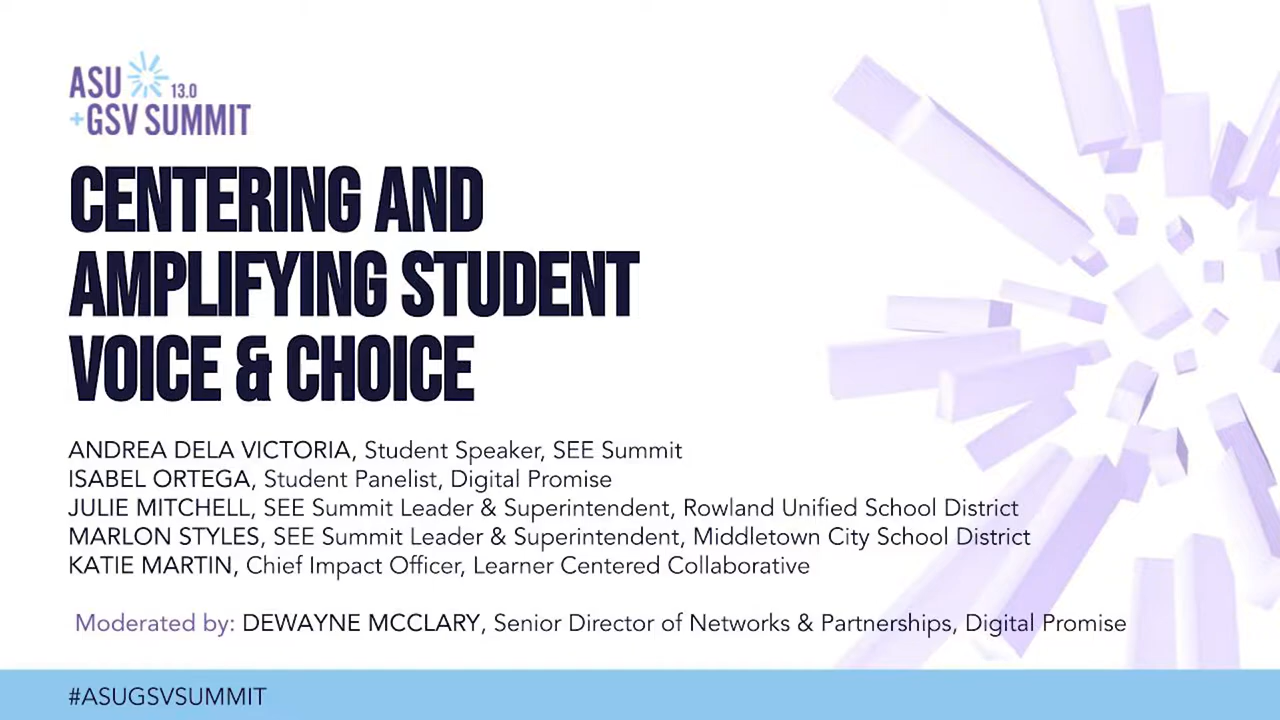 ASU 13.0
+GSV SUMMIT
CENTERING AND
AMPLIFYING STUDENT
VOICE & CHOICE
ANDREA DELA VICTORIA, Student Speaker, SEE Summit
ISABEL ORTEGA, Student Panelist, Digital Promise
JULIE MITCHELL, SEE Summit Leader & Superintendent, Rowland Unified School District
MARLON STYLES, SEE Summit Leader & Superintendent, Middletown City School District
KATIE MARTIN, Chief Impact Officer, Learner Centered Collaborative
Moderated by: DEWAYNE MCCLARY, Senior Director of Networks & Partnerships, Digital Promise
#ASUGSVSUMMIT